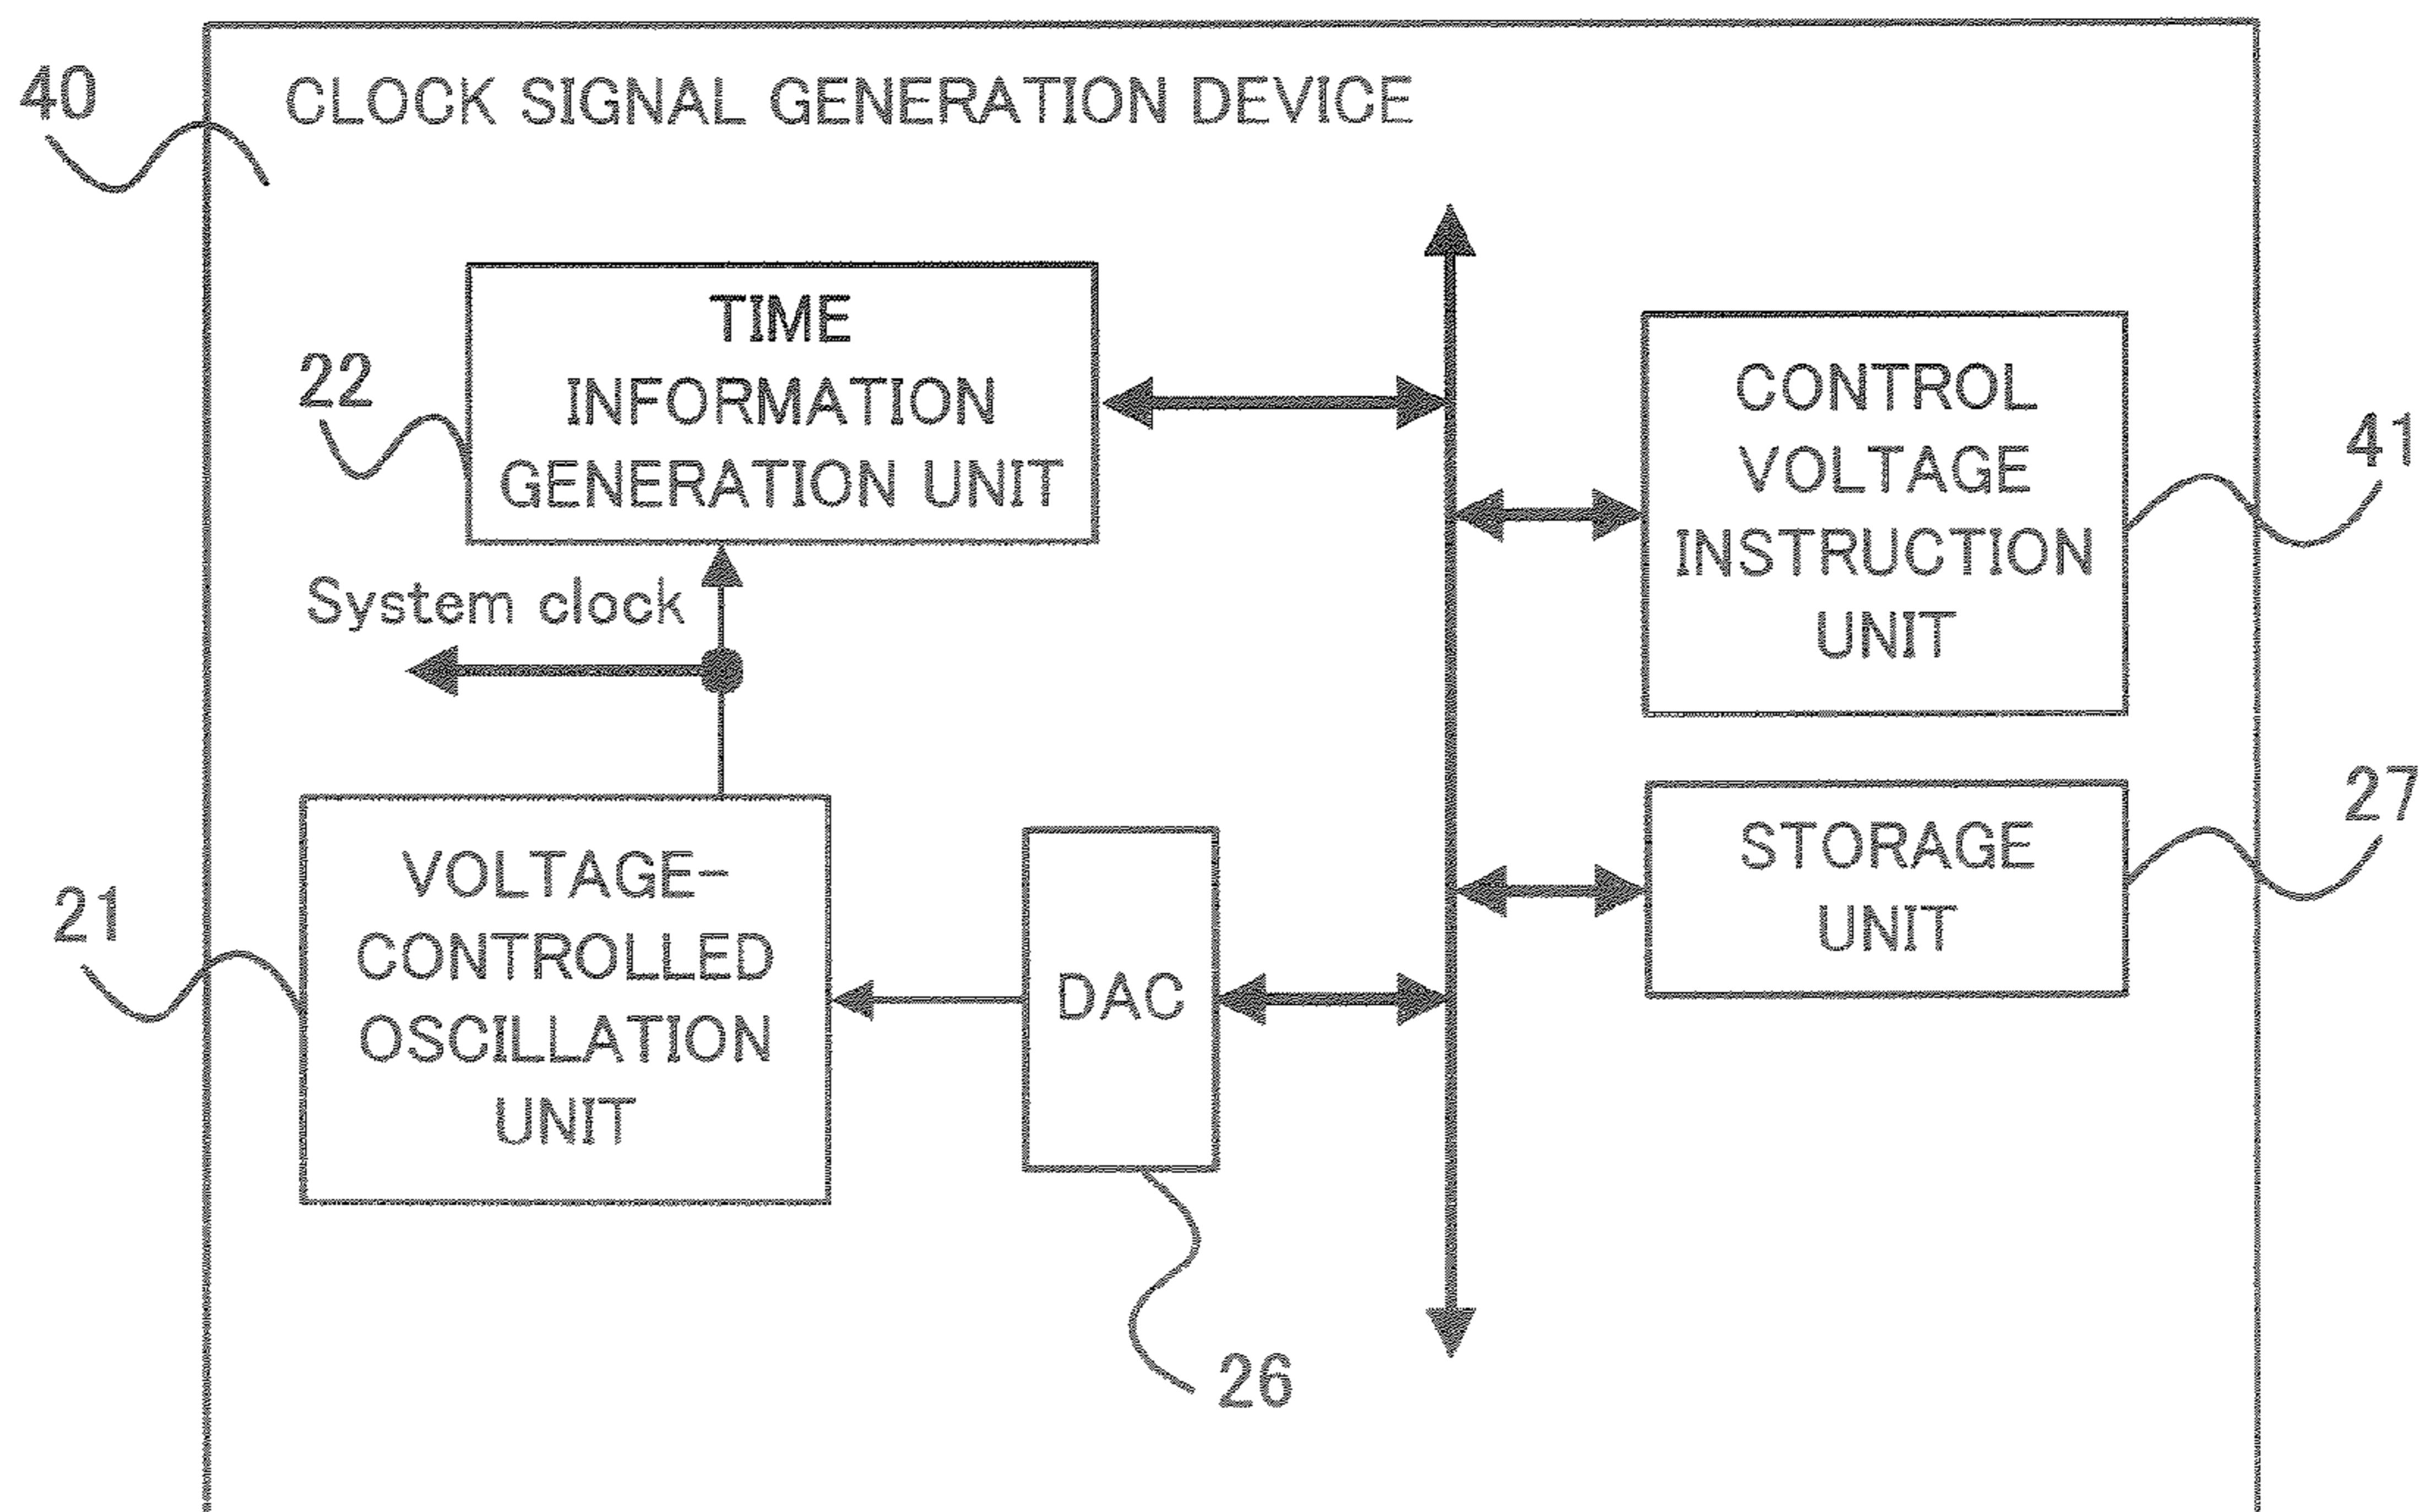 40
CLOCK SIGNAL GENERATION DEVICE
TIME
INFORMATION
GENERATION UNIT
22
CONTROL
VOLTAGE
INSTRUCTION
UNIT
41
System clock
VOLTAGE-
CONTROLLED
OSCILLATION
UNIT
21
DAC
26
STORAGE
UNIT
27